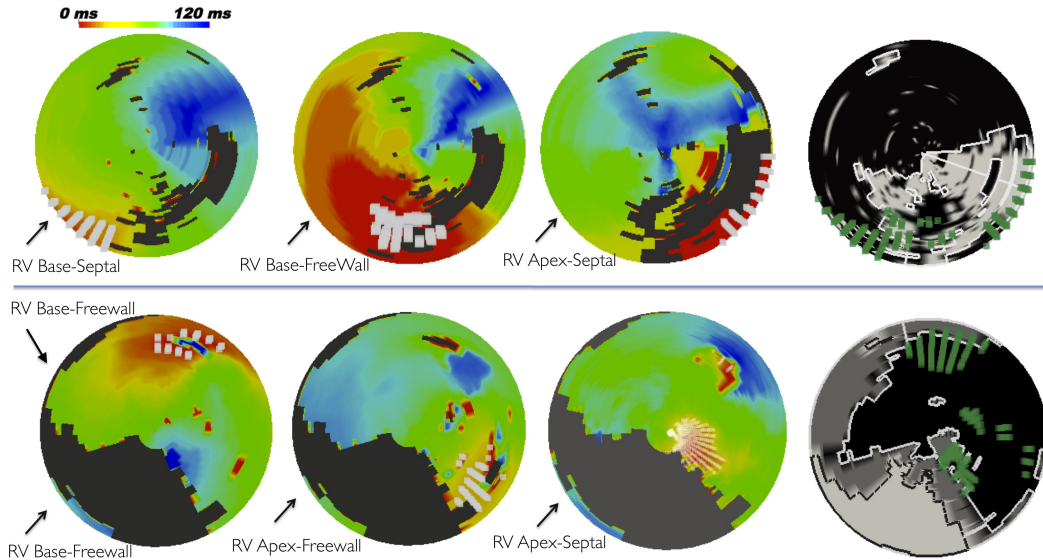 0 ms 120 ms
RV Base-Septal
RV Base-FreeWall
RV Apex-Septal
RV Base-Freewall
RV Base-Freewall
RV Apex-Freewall
RV Apex-Septal